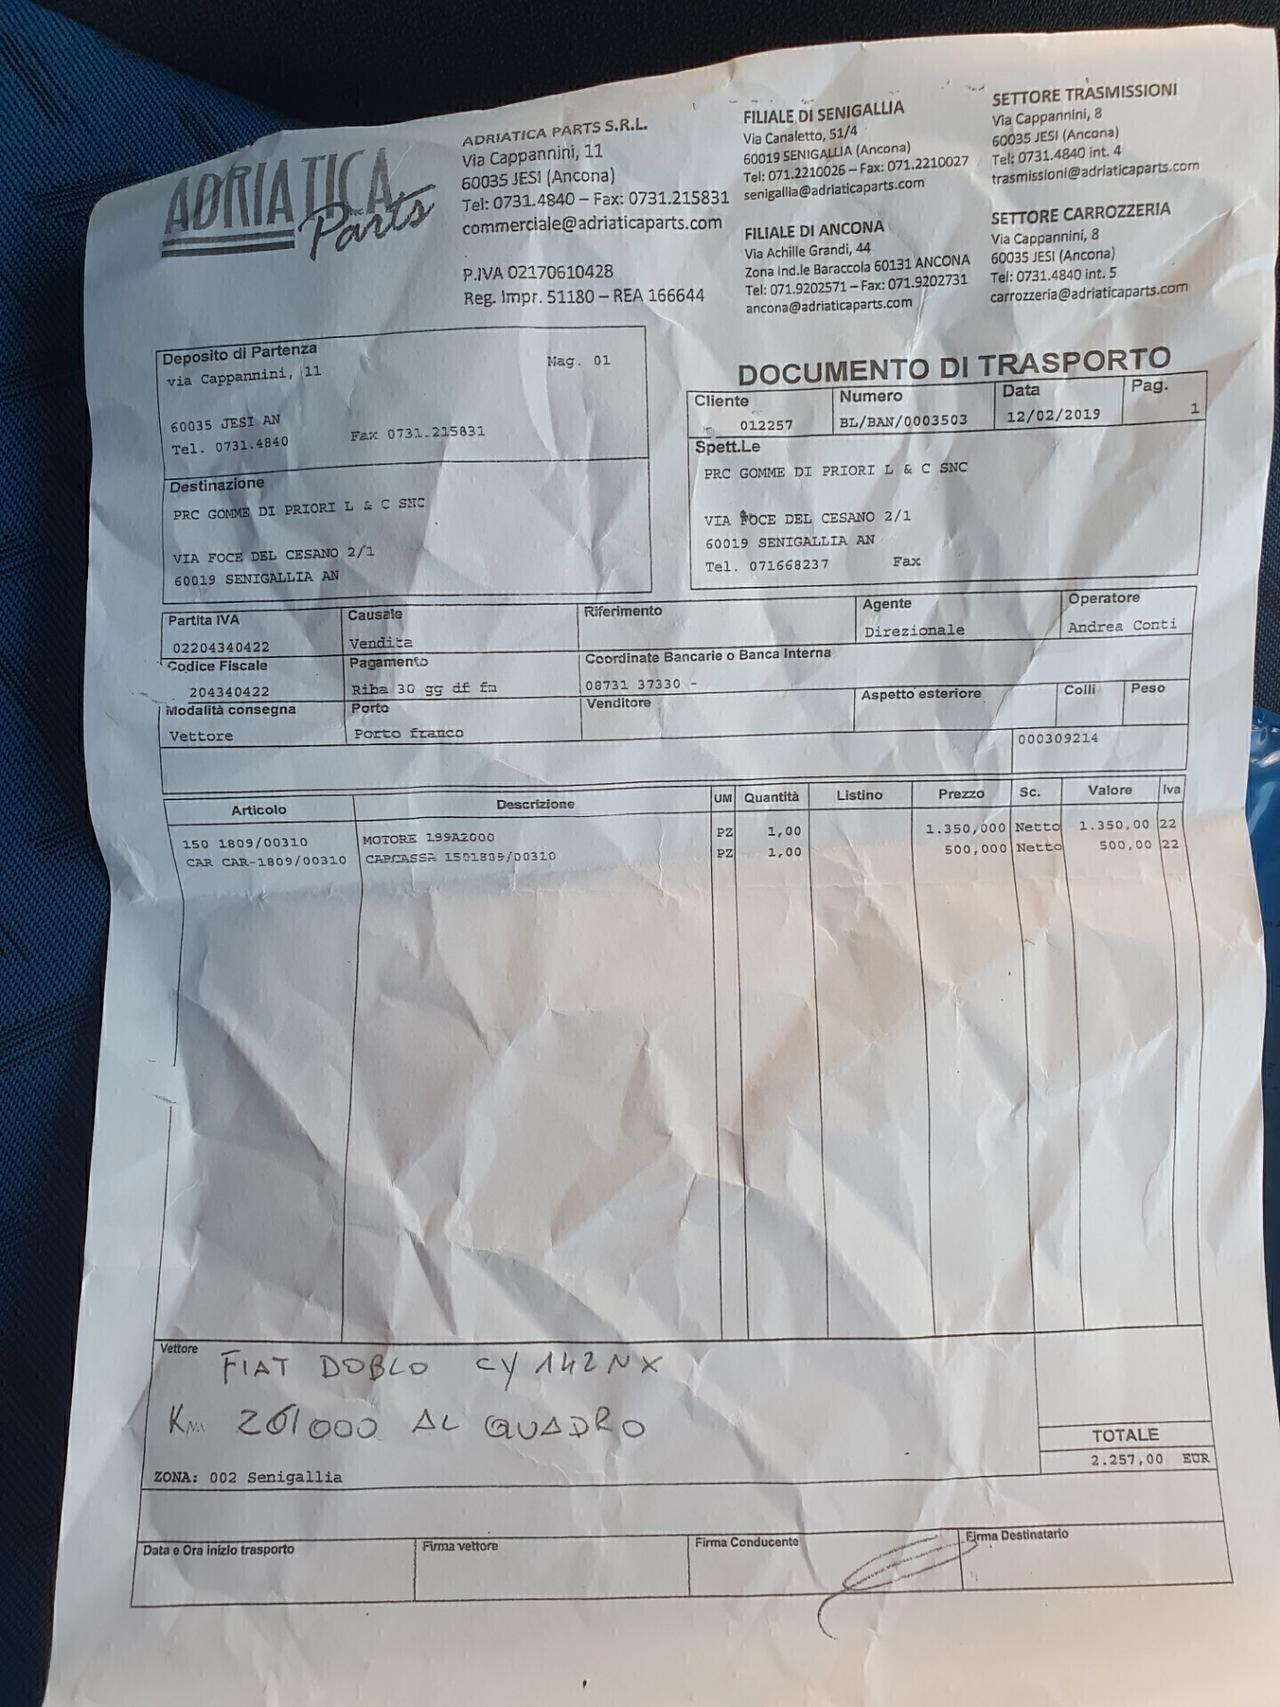 ADRIATICA Parts
ADRIATICA PARTS S.R.L.
Via Cappannini, 11
60035 JESI (Ancona)
Tel: 0731.4840 – Fax: 0731.215831
commerciale@adriaticaparts.com
P.IVA 02170610428
Reg. Impr. 51180 – REA 166644
FILIALE DI SENIGALLIA
Via Canaletto, 51/4
60019 SENIGALLIA (Ancona)
Tel: 071.2210026 – Fax: 071.2210027
senigallia@adriaticaparts.com
FILIALE DI ANCONA
Via Achille Grandi, 44
Zona Ind.le Baraccola 60131 ANCONA
Tel: 071.9202571 – Fax: 071.9202731
ancona@adriaticaparts.com
SETTORE TRASMISSIONI
Via Cappannini, 8
60035 JESI (Ancona)
Tel: 0731.4840 int. 4
trasmissioni@adriaticaparts.com
SETTORE CARROZZERIA
Via Cappannini, 8
60035 JESI (Ancona)
Tel: 0731.4840 int. 5
carrozzeria@adriaticaparts.com
Deposito di Partenza
via Cappannini, 11 Mag. 01
60035 JESI AN
Tel. 0731.4840 Fax 0731.215831
Destinazione
PRC GOMME DI PRIORI L & C SNC
VIA FOCE DEL CESANO 2/1
60019 SENIGALLIA AN
DOCUMENTO DI TRASPORTO
Cliente Numero Data Pag.
012257 BL/BAN/0003503 12/02/2019 1
Spett.Le
PRC GOMME DI PRIORI L & C SNC
VIA FOCE DEL CESANO 2/1
60019 SENIGALLIA AN
Tel. 071668237 Fax
Partita IVA Causale Riferimento Agente Operatore
02204340422 Vendita Direzionale Andrea Conti
Codice Fiscale Pagamento Coordinate Bancarie o Banca Interna
204340422 Riba 30 gg df fm 08731 37330 -
Modalità consegna Porto Venditore Aspetto esteriore Colli Peso
Vettore Porto franco
000309214
Articolo Descrizione UM Quantità Listino Prezzo Sc. Valore Iva
150 1809/00310 MOTORE 199A2000 PZ 1,00 1.350,000 Netto 1.350,00 22
CAR CAR-1809/00310 CARCASSA 1501809/00310 PZ 1,00 500,000 Netto 500,00 22
Vettore
FIAT DOBLO CY 142NX
Km 261000 AL QUADRO
TOTALE
2.257,00 EUR
ZONA: 002 Senigallia
Data e Ora inizio trasporto Firma vettore Firma Conducente Firma Destinatario